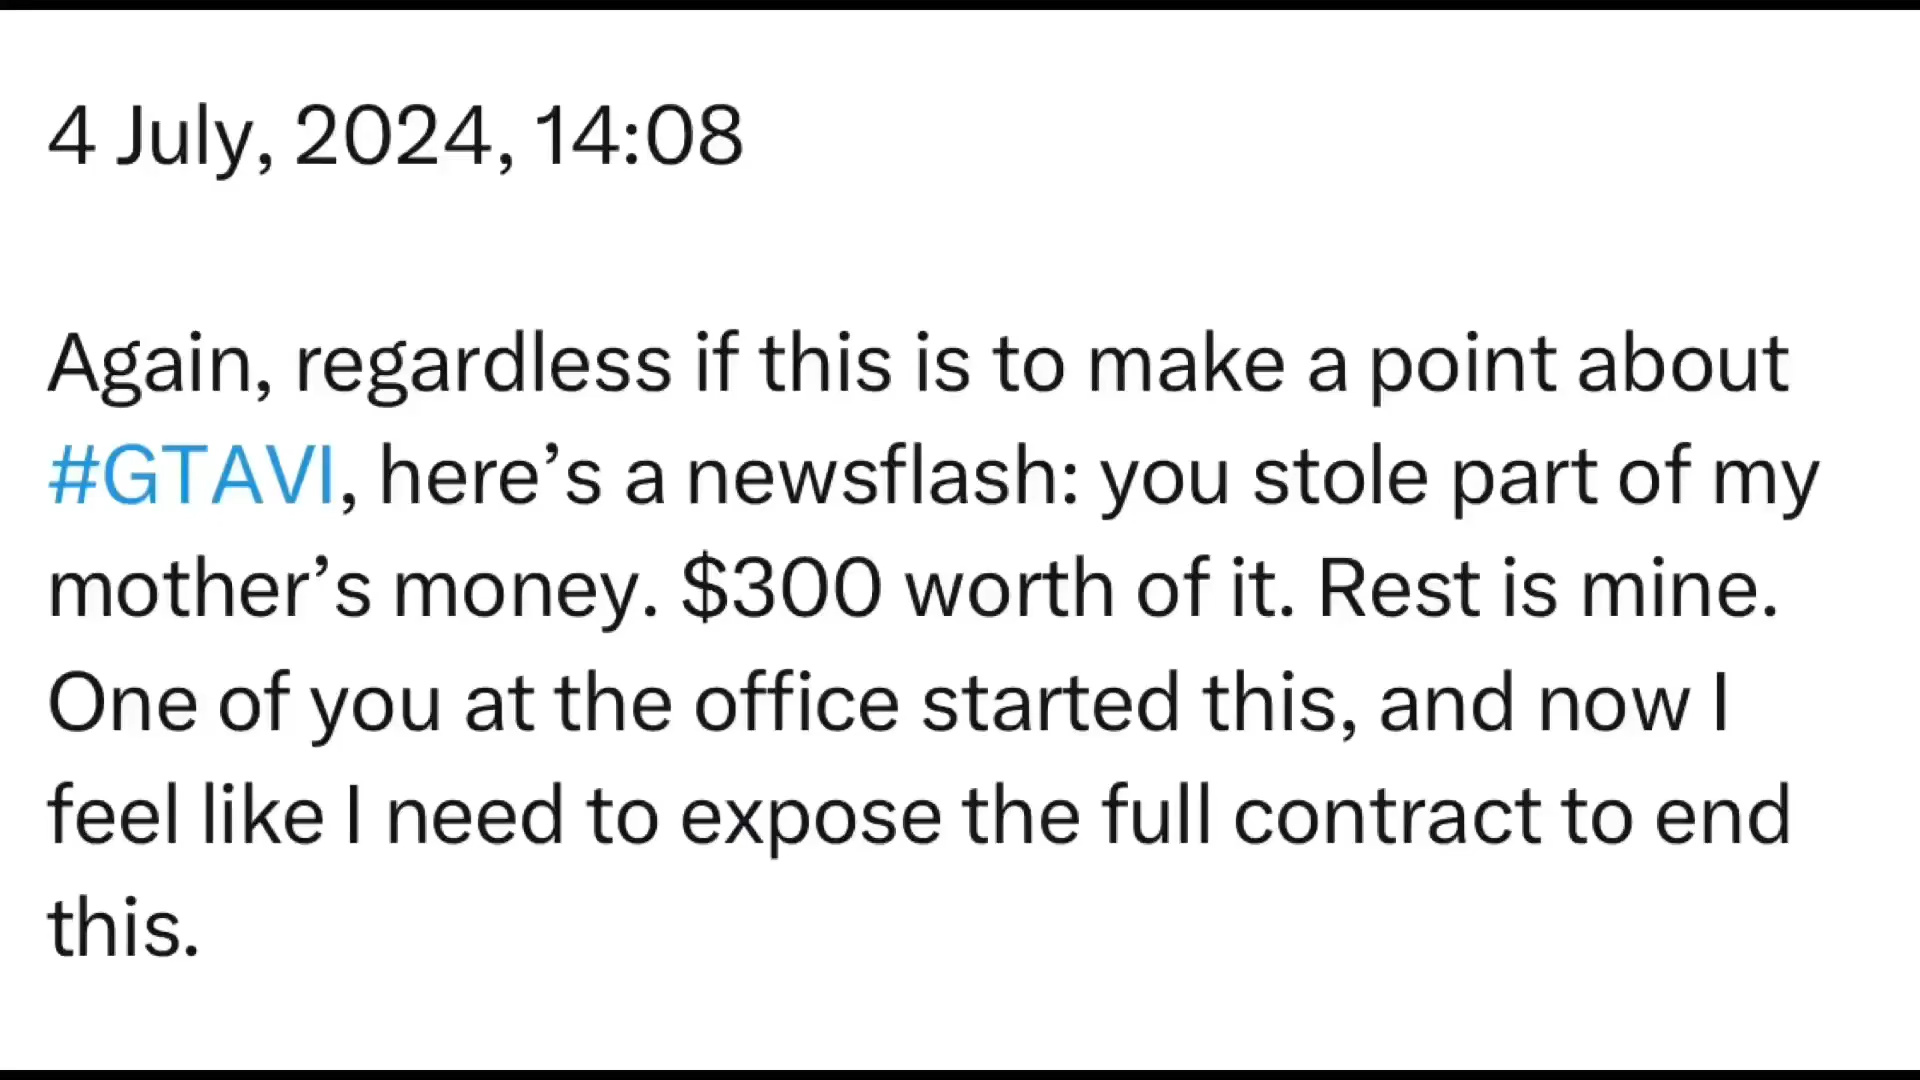 4 July, 2024, 14:08
Again, regardless if this is to make a point about
#GTAVI, here’s a newsflash: you stole part of my
mother’s money. $300 worth of it. Rest is mine.
One of you at the office started this, and now I
feel like I need to expose the full contract to end
this.